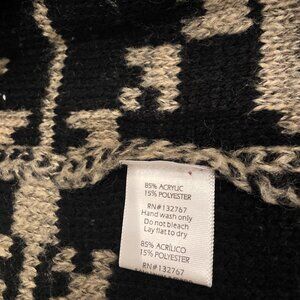 85% ACRYLIC
15% POLYESTER
RN#132767
Hand wash only
Do not bleach
Lay flat to dry
85% ACRÍLICO
15% POLYESTER
RN#132767